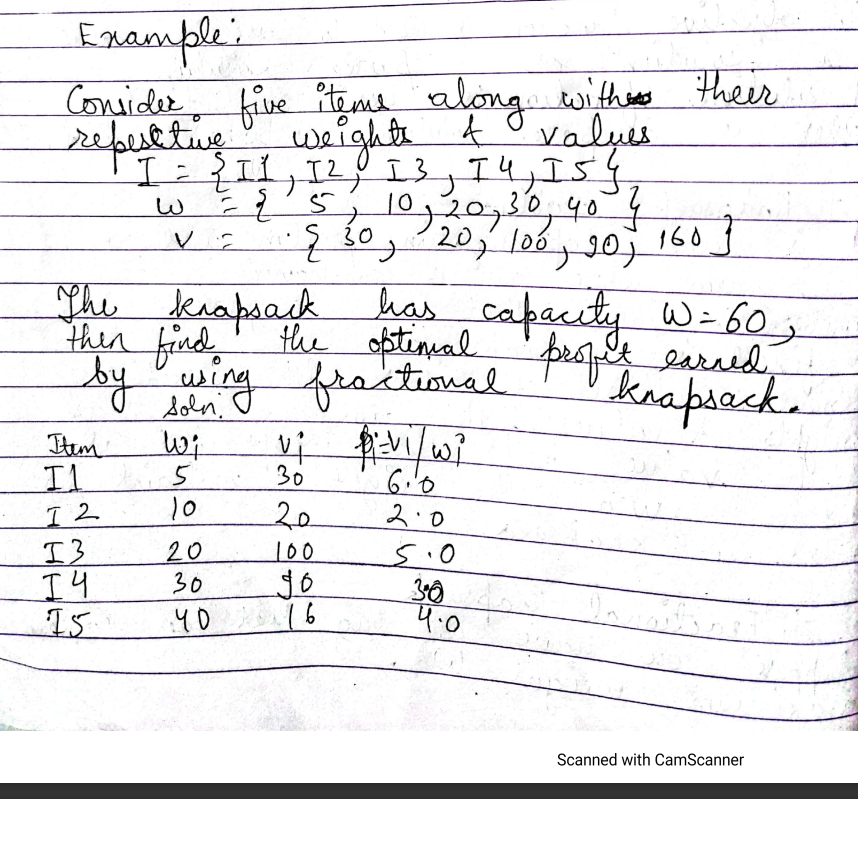 Example:
Consider five items along with their
repesctive weights & values
I = {I1, I2, I3, I4, I5}
w = { 5, 10, 20, 30, 40 }
v = { 30, 20, 100, 90, 160 }
The knapsack has capacity W=60,
then find the optimal profit earned
by using fractional knapsack.
soln.
Item wi vi pi=vi/wi
I1 5 30 6.0
I2 10 20 2.0
I3 20 100 5.0
I4 30 90 3.0
I5 40 16 4.0
Scanned with CamScanner